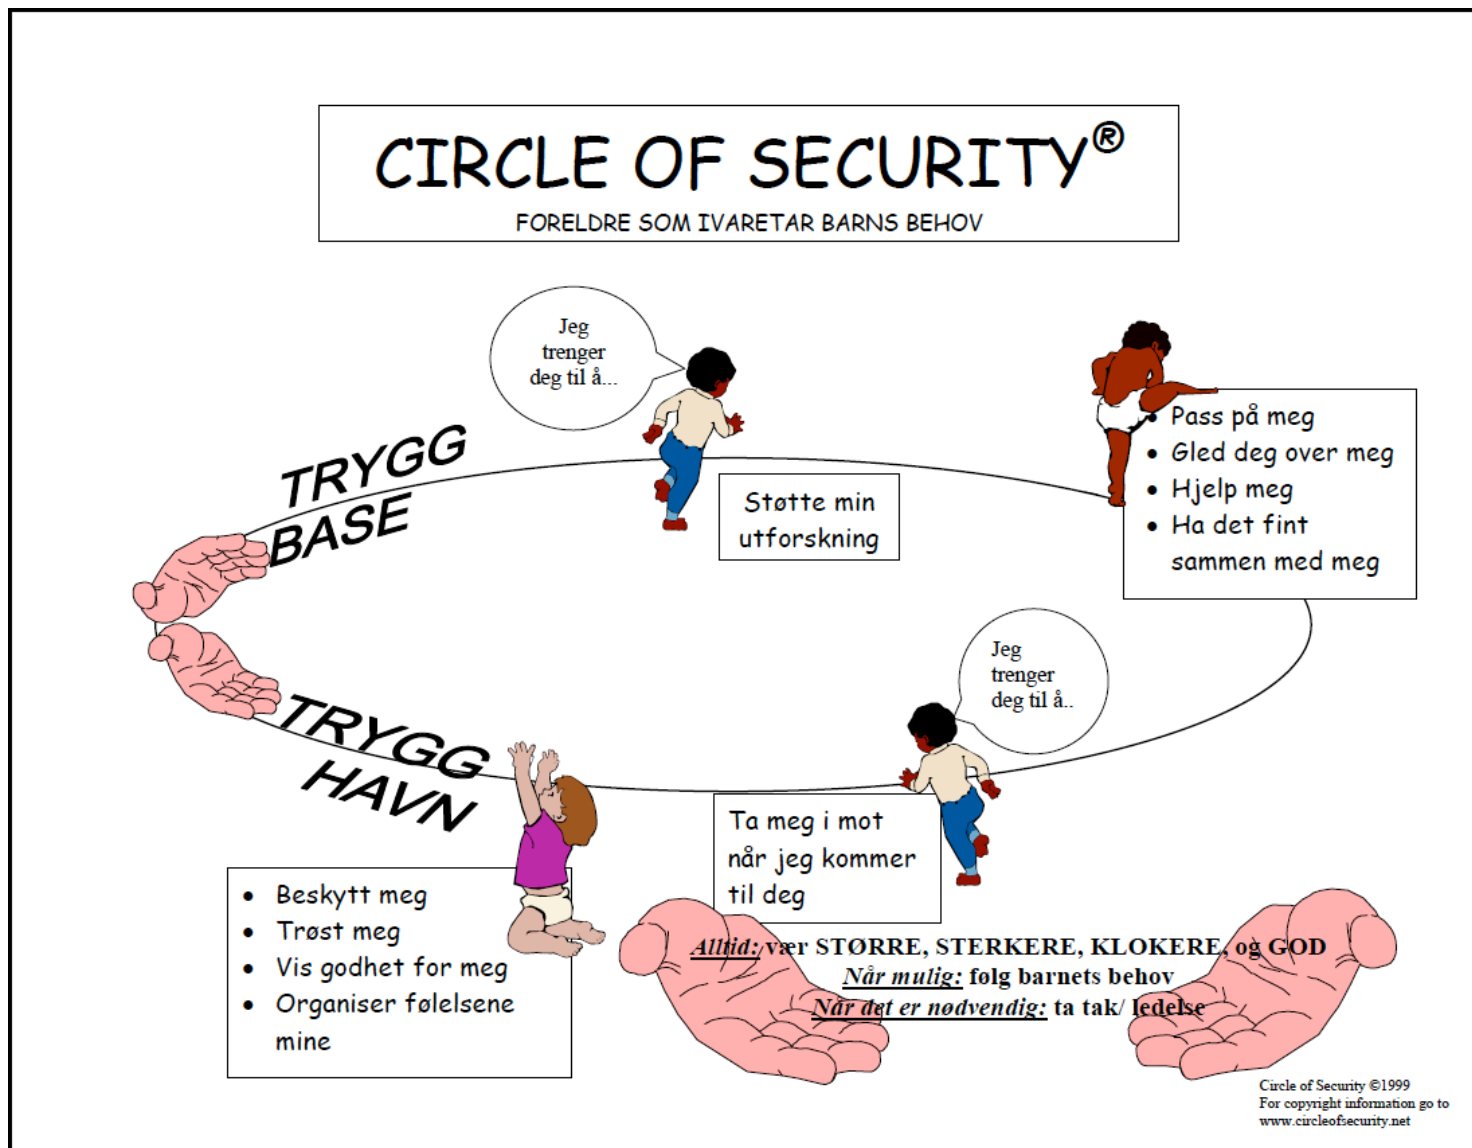 CIRCLE OF SECURITY®
FORELDRE SOM IVARETAR BARNS BEHOV
Jeg
trenger
deg til å...
TRYGG
BASE
Støtte min
utforskning
• Pass på meg
• Gled deg over meg
• Hjelp meg
• Ha det fint
sammen med meg
Jeg
trenger
deg til å..
TRYGG
HAVN
Ta meg i mot
når jeg kommer
til deg
• Beskytt meg
• Trøst meg
• Vis godhet for meg
• Organiser følelsene
mine
Alltid: vær STØRRE, STERKERE, KLOKERE, og GOD
Når mulig: følg barnets behov
Når det er nødvendig: ta tak/ ledelse
Circle of Security ©1999
For copyright information go to
www.circleofsecurity.net